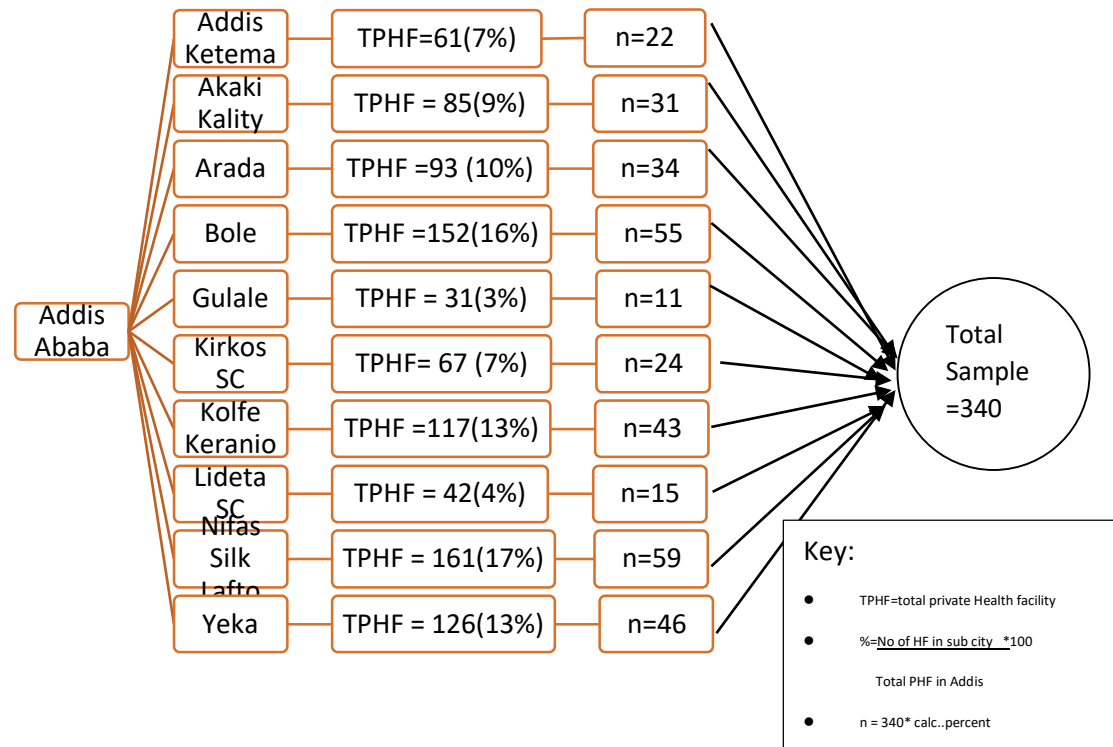 Addis
Ababa
Addis
Ketema
TPHF=61(7%)
n=22
Akaki
Kality
TPHF = 85(9%)
n=31
Arada
TPHF =93 (10%)
n=34
Bole
TPHF =152(16%)
n=55
Gulale
TPHF = 31(3%)
n=11
Kirkos
SC
TPHF= 67 (7%)
n=24
Kolfe
Keranio
TPHF =117(13%)
n=43
Lideta
SC
TPHF = 42(4%)
n=15
Nifas
Silk
Lafto
TPHF = 161(17%)
n=59
Yeka
TPHF = 126(13%)
n=46
Total
Sample
=340
Key:
● TPHF=total private Health facility
● %=No of HF in sub city *100
Total PHF in Addis
● n = 340* calc..percent